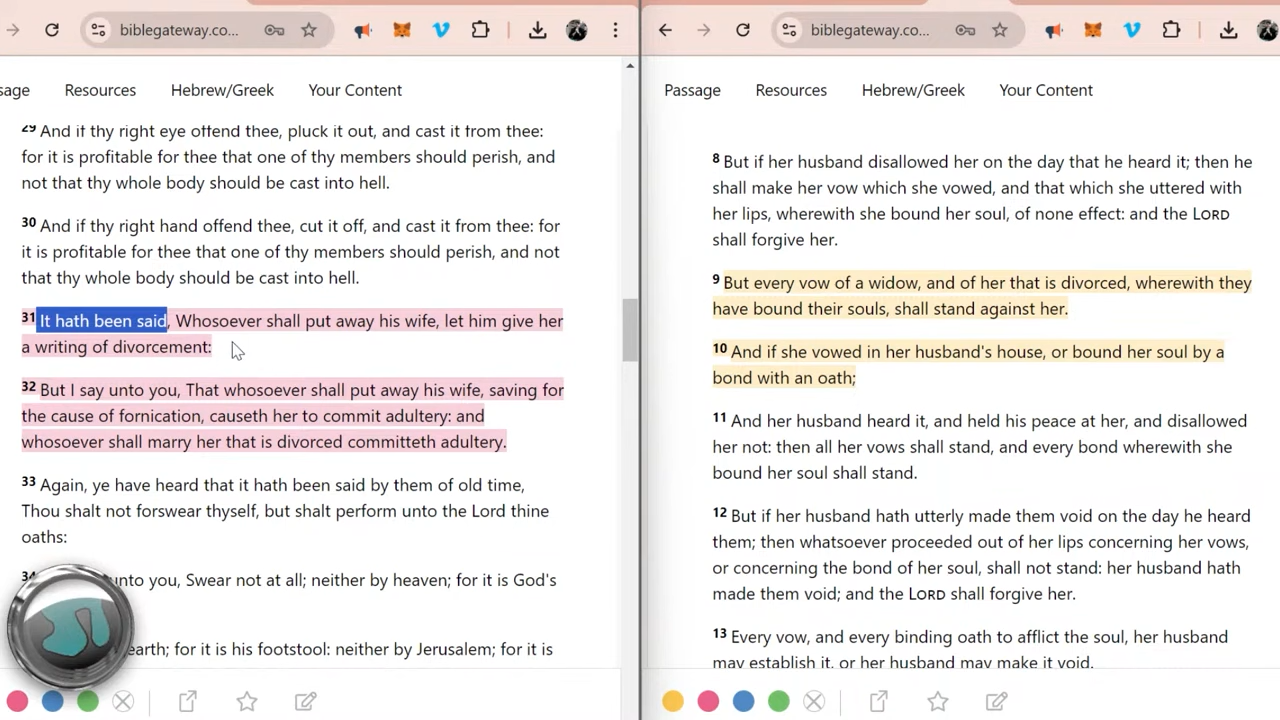 biblegateway.co...
biblegateway.co...
sage Resources Hebrew/Greek Your Content
29 And if thy right eye offend thee, pluck it out, and cast it from thee:
for it is profitable for thee that one of thy members should perish, and
not that thy whole body should be cast into hell.
30 And if thy right hand offend thee, cut it off, and cast it from thee: for
it is profitable for thee that one of thy members should perish, and not
that thy whole body should be cast into hell.
31 It hath been said, Whosoever shall put away his wife, let him give her
a writing of divorcement:
32 But I say unto you, That whosoever shall put away his wife, saving for
the cause of fornication, causeth her to commit adultery: and
whosoever shall marry her that is divorced committeth adultery.
33 Again, ye have heard that it hath been said by them of old time,
Thou shalt not forswear thyself, but shalt perform unto the Lord thine
oaths:
unto you, Swear not at all; neither by heaven; for it is God's
earth; for it is his footstool: neither by Jerusalem; for it is
Passage Resources Hebrew/Greek Your Content
8 But if her husband disallowed her on the day that he heard it; then he
shall make her vow which she vowed, and that which she uttered with
her lips, wherewith she bound her soul, of none effect: and the LORD
shall forgive her.
9 But every vow of a widow, and of her that is divorced, wherewith they
have bound their souls, shall stand against her.
10 And if she vowed in her husband's house, or bound her soul by a
bond with an oath;
11 And her husband heard it, and held his peace at her, and disallowed
her not: then all her vows shall stand, and every bond wherewith she
bound her soul shall stand.
12 But if her husband hath utterly made them void on the day he heard
them; then whatsoever proceeded out of her lips concerning her vows,
or concerning the bond of her soul, shall not stand: her husband hath
made them void; and the LORD shall forgive her.
13 Every vow, and every binding oath to afflict the soul, her husband
may establish it, or her husband may make it void.